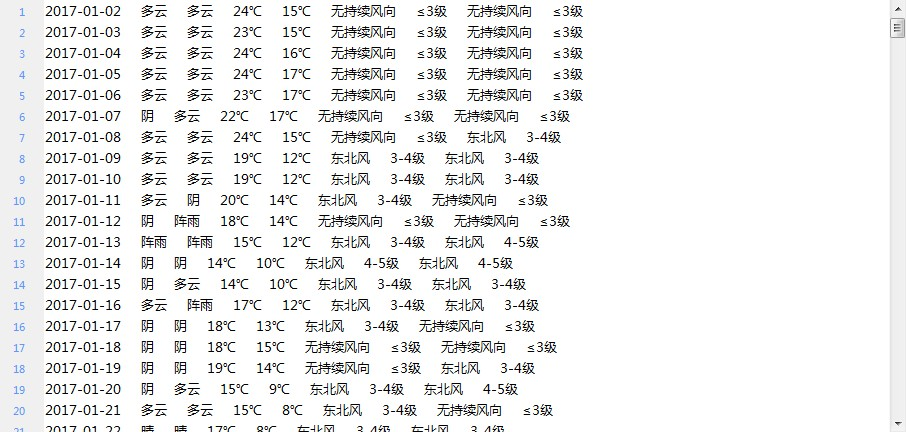 1 2017-01-02 多云 多云 24℃ 15℃ 无持续风向 ≤3级 无持续风向 ≤3级
2 2017-01-03 多云 多云 23℃ 15℃ 无持续风向 ≤3级 无持续风向 ≤3级
3 2017-01-04 多云 多云 24℃ 16℃ 无持续风向 ≤3级 无持续风向 ≤3级
4 2017-01-05 多云 多云 24℃ 17℃ 无持续风向 ≤3级 无持续风向 ≤3级
5 2017-01-06 多云 多云 23℃ 17℃ 无持续风向 ≤3级 无持续风向 ≤3级
6 2017-01-07 阴 多云 22℃ 17℃ 无持续风向 ≤3级 无持续风向 ≤3级
7 2017-01-08 多云 多云 24℃ 15℃ 无持续风向 ≤3级 东北风 3-4级
8 2017-01-09 多云 多云 19℃ 12℃ 东北风 3-4级 东北风 3-4级
9 2017-01-10 多云 多云 19℃ 12℃ 东北风 3-4级 东北风 3-4级
10 2017-01-11 多云 阴 20℃ 14℃ 东北风 3-4级 无持续风向 ≤3级
11 2017-01-12 阴 阵雨 18℃ 14℃ 无持续风向 ≤3级 无持续风向 ≤3级
12 2017-01-13 阵雨 阵雨 15℃ 12℃ 东北风 3-4级 东北风 4-5级
13 2017-01-14 阴 阴 14℃ 10℃ 东北风 4-5级 东北风 4-5级
14 2017-01-15 阴 多云 14℃ 10℃ 东北风 3-4级 东北风 3-4级
15 2017-01-16 多云 阵雨 17℃ 12℃ 东北风 3-4级 东北风 3-4级
16 2017-01-17 阴 阴 18℃ 13℃ 东北风 3-4级 无持续风向 ≤3级
17 2017-01-18 阴 阴 18℃ 15℃ 无持续风向 ≤3级 无持续风向 ≤3级
18 2017-01-19 阴 阴 19℃ 14℃ 无持续风向 ≤3级 东北风 3-4级
19 2017-01-20 阴 多云 15℃ 9℃ 东北风 3-4级 东北风 4-5级
20 2017-01-21 多云 多云 15℃ 8℃ 东北风 3-4级 无持续风向 ≤3级
21 2017-01-22 晴 晴 17℃ 8℃ 东北风 3-4级 东北风 3-4级